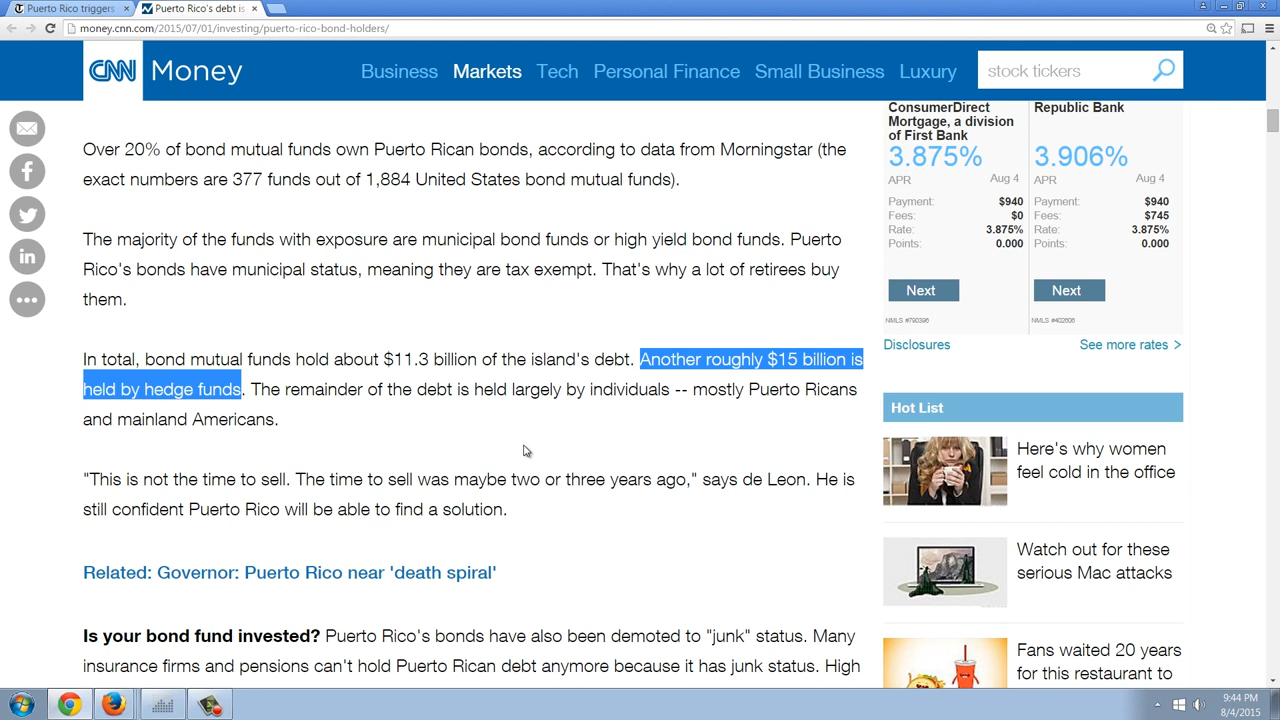 Puerto Rico triggers
Puerto Rico's debt is
money.cnn.com/2015/07/01/investing/puerto-rico-bond-holders/
CNN Money
Business Markets Tech Personal Finance Small Business Luxury
stock tickers
Over 20% of bond mutual funds own Puerto Rican bonds, according to data from Morningstar (the
exact numbers are 377 funds out of 1,884 United States bond mutual funds).
The majority of the funds with exposure are municipal bond funds or high yield bond funds. Puerto
Rico's bonds have municipal status, meaning they are tax exempt. That's why a lot of retirees buy
them.
In total, bond mutual funds hold about $11.3 billion of the island's debt. Another roughly $15 billion is
held by hedge funds. The remainder of the debt is held largely by individuals -- mostly Puerto Ricans
and mainland Americans.
"This is not the time to sell. The time to sell was maybe two or three years ago," says de Leon. He is
still confident Puerto Rico will be able to find a solution.
Related: Governor: Puerto Rico near 'death spiral'
Is your bond fund invested? Puerto Rico's bonds have also been demoted to "junk" status. Many
insurance firms and pensions can't hold Puerto Rican debt anymore because it has junk status. High
ConsumerDirect
Mortgage, a division
of First Bank
3.875%
APR Aug 4
Payment: $940
Fees: $0
Rate: 3.875%
Points: 0.000
Next
NMLS #790396
Republic Bank
3.906%
APR Aug 4
Payment: $940
Fees: $745
Rate: 3.875%
Points: 0.000
Next
NMLS #402606
Disclosures
See more rates >
Hot List
Here's why women
feel cold in the office
Watch out for these
serious Mac attacks
Fans waited 20 years
for this restaurant to
9:44 PM
8/4/2015